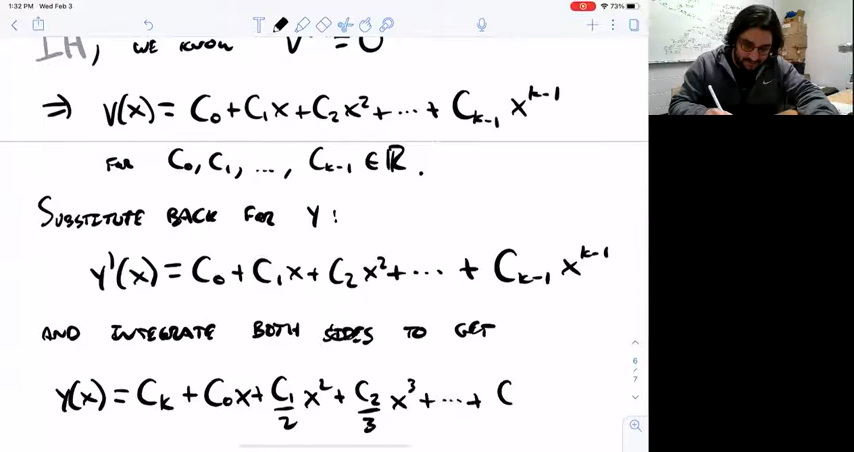 1:32 PM Wed Feb 3
73%
IH, WE KNOW
⇒ V(x) = C₀ + C₁x + C₂x² + ⋯ + Cₖ₋₁ xᵏ⁻¹
FOR C₀, C₁, ..., Cₖ₋₁ ∈ ℝ.
SUBSTITUTE BACK FOR Y:
Y'(x) = C₀ + C₁x + C₂x² + ⋯ + Cₖ₋₁ xᵏ⁻¹
AND INTEGRATE BOTH SIDES TO GET
Y(x) = Cₖ + C₀x + C₁/2 x² + C₂/3 x³ + ⋯ + C
6
/
7